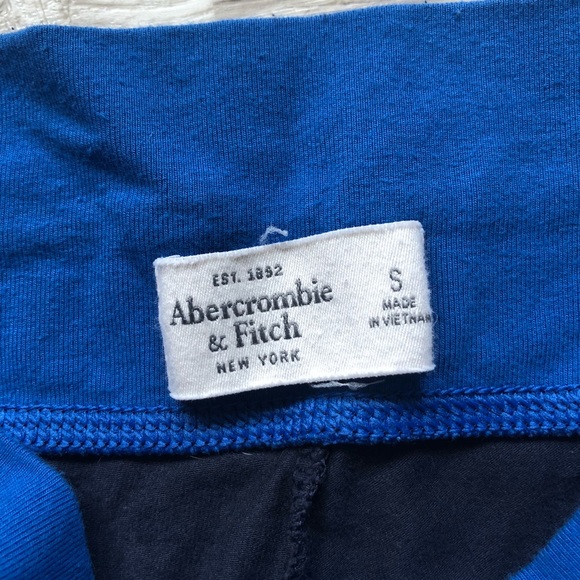 EST. 1892
Abercrombie
& Fitch
NEW YORK
S
MADE
IN VIETNAM